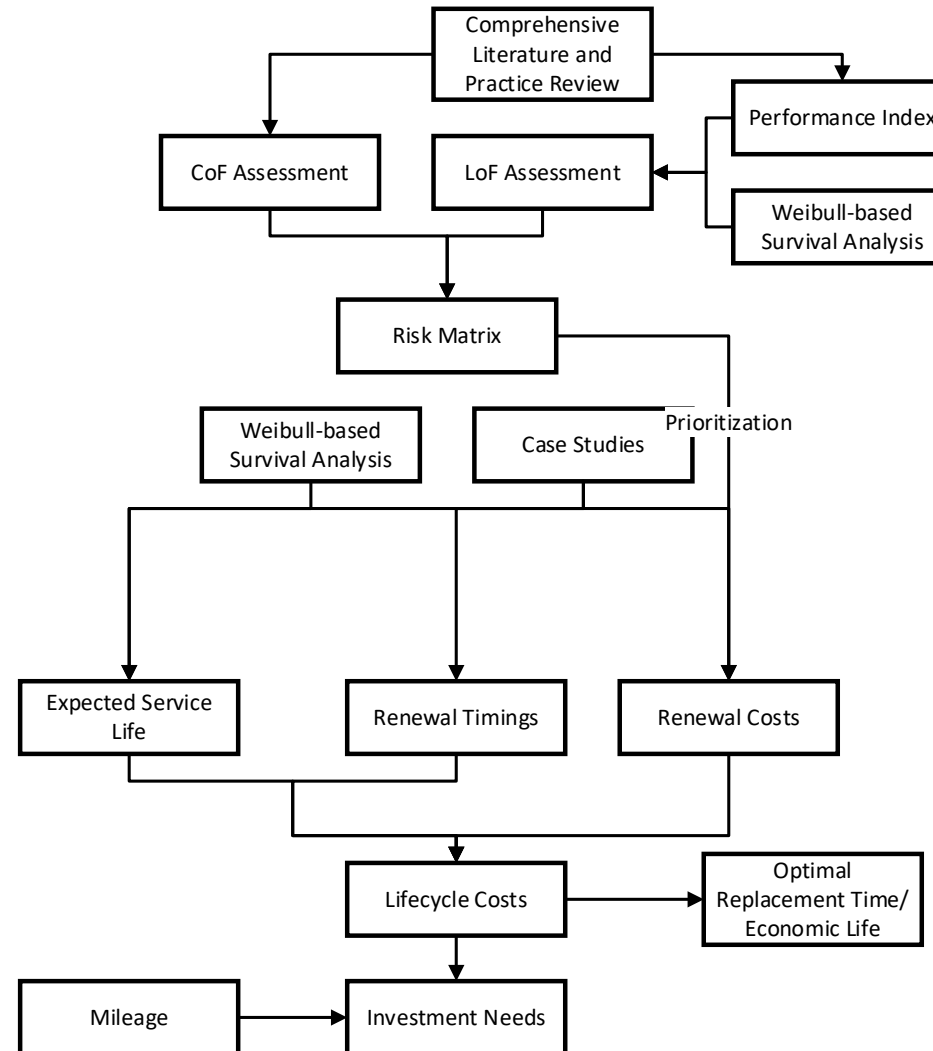 Comprehensive
Literature and
Practice Review
Performance Index
CoF Assessment
LoF Assessment
Weibull-based
Survival Analysis
Risk Matrix
Prioritization
Weibull-based
Survival Analysis
Case Studies
Expected Service
Life
Renewal Timings
Renewal Costs
Lifecycle Costs
Optimal
Replacement Time/
Economic Life
Mileage
Investment Needs